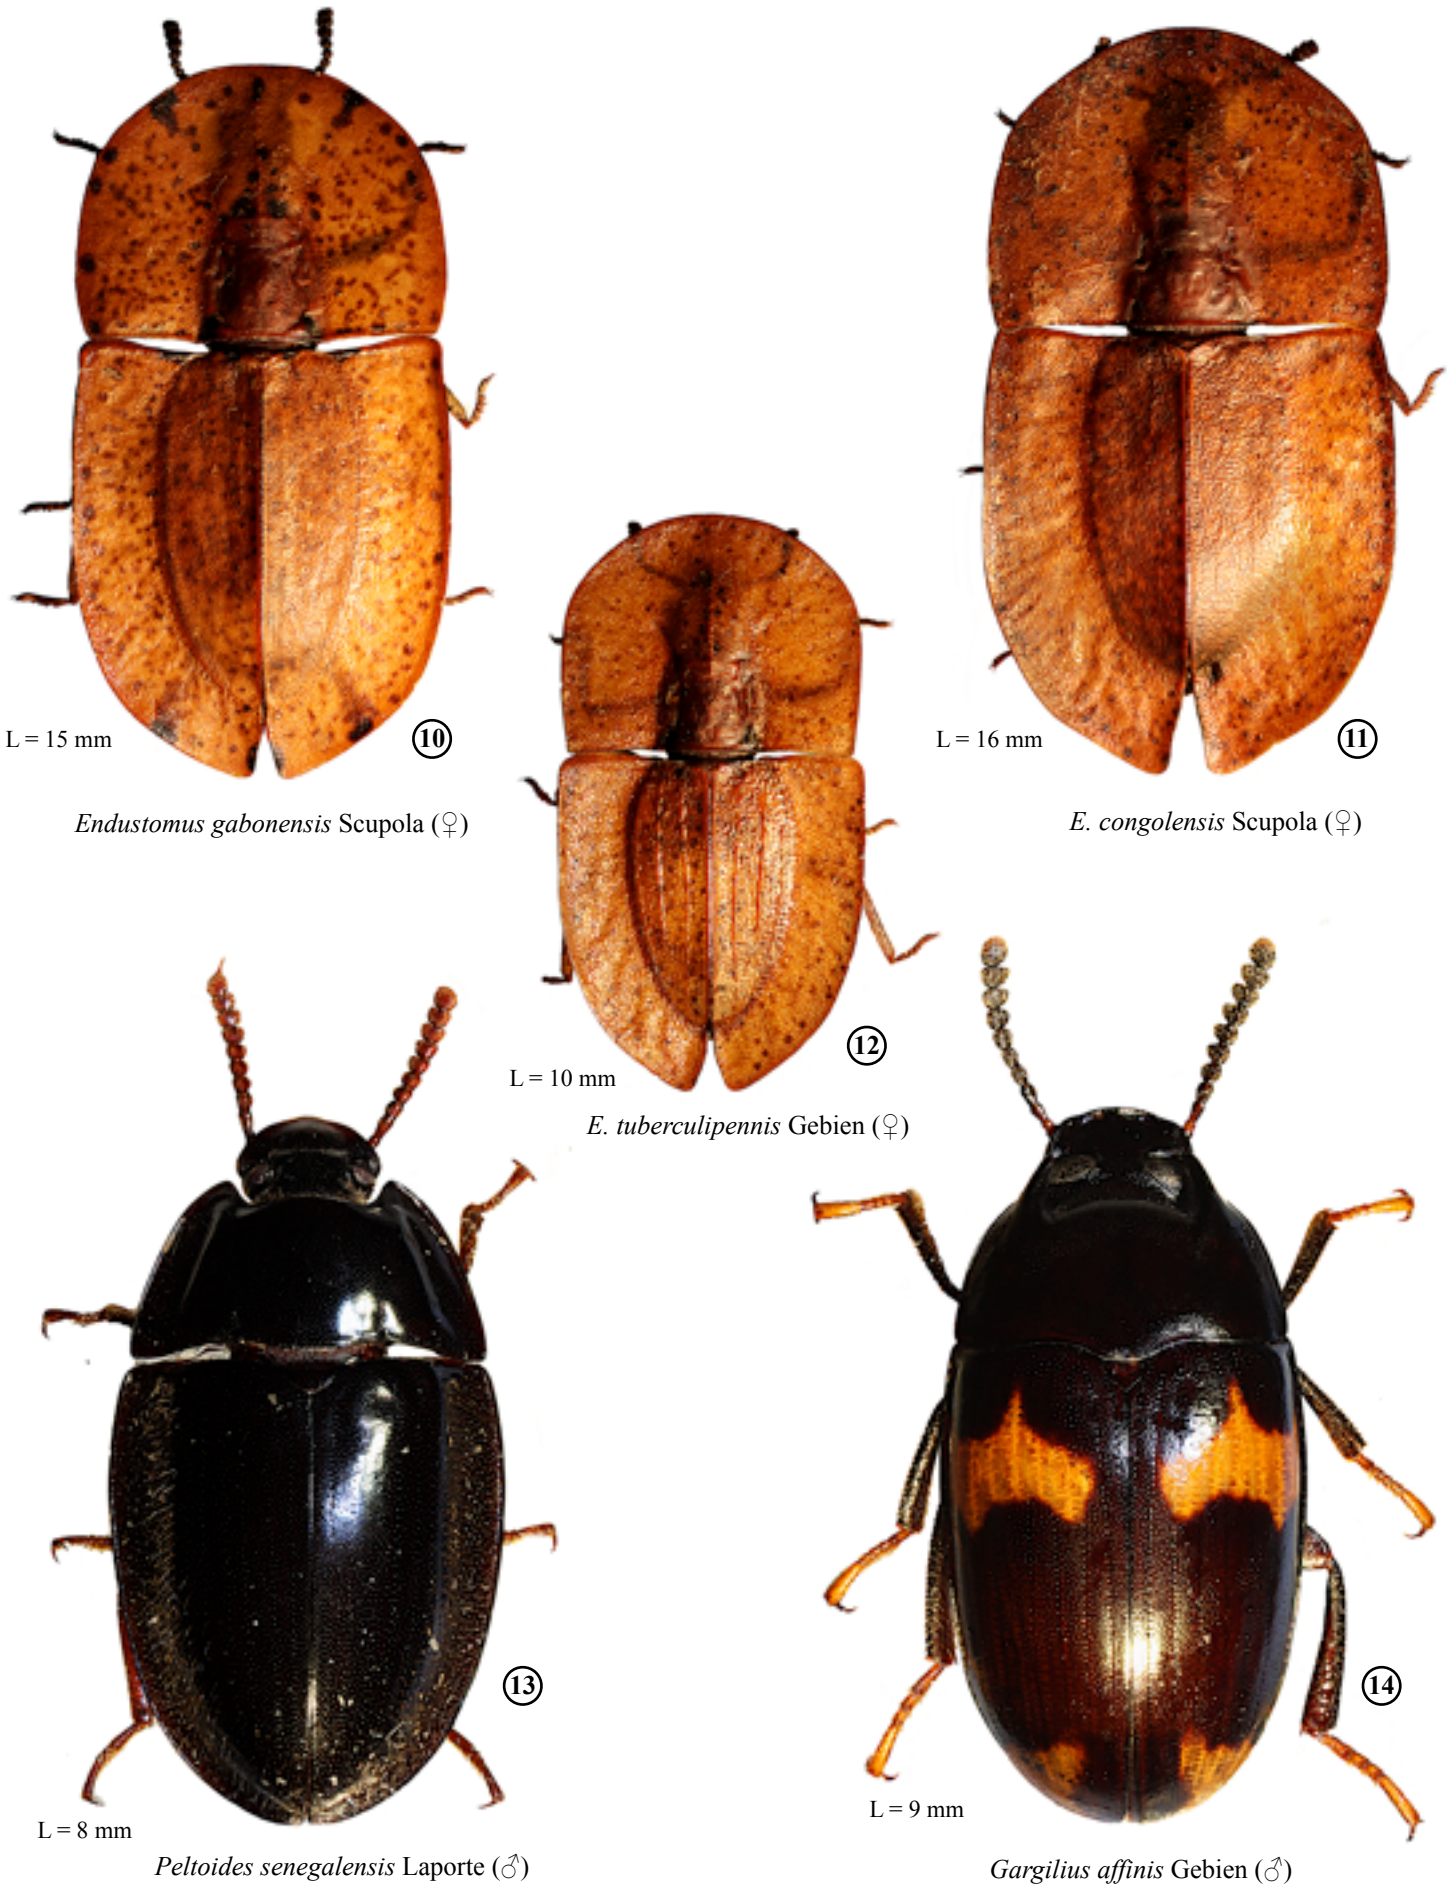 L = 15 mm
10
Endustomus gabonensis Scupola (♀)
L = 16 mm
11
E. congolensis Scupola (♀)
L = 10 mm
12
E. tuberculipennis Gebien (♀)
L = 8 mm
13
Peltoides senegalensis Laporte (♂)
L = 9 mm
14
Gargilius affinis Gebien (♂)